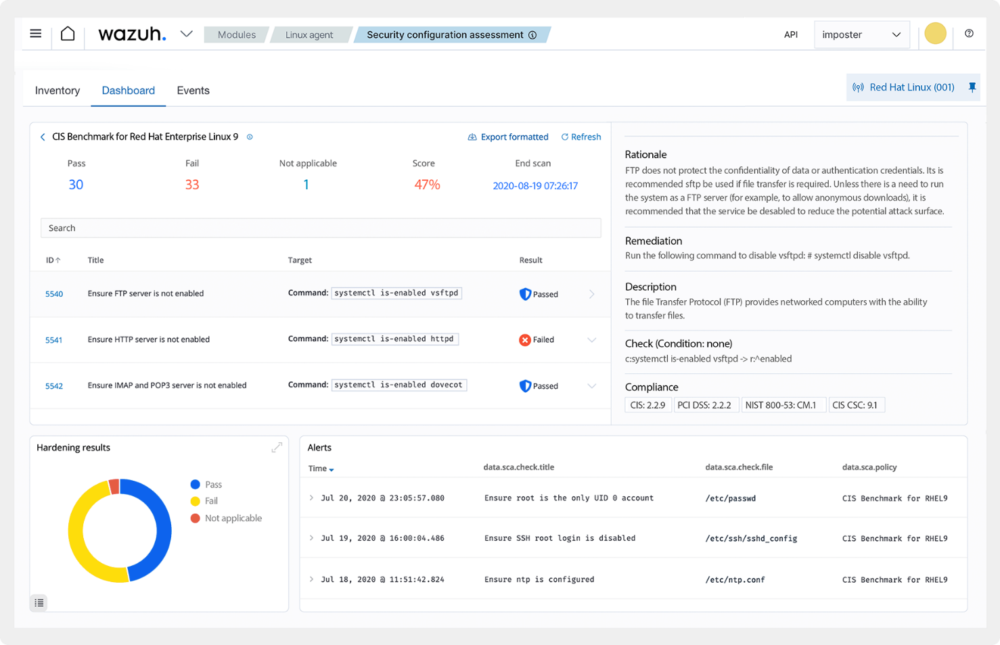 wazuh.
Modules
Linux agent
Security configuration assessment
API
imposter
Inventory
Dashboard
Events
Red Hat Linux (001)
CIS Benchmark for Red Hat Enterprise Linux 9
Export formatted
Refresh
Pass
Fail
Not applicable
Score
End scan
30
33
1
47%
2020-08-19 07:26:17
Search
ID
Title
Target
Result
5540
Ensure FTP server is not enabled
Command: systemctl is-enabled vsftpd
Passed
5541
Ensure HTTP server is not enabled
Command: systemctl is-enabled httpd
Failed
5542
Ensure IMAP and POP3 server is not enabled
Command: systemctl is-enabled dovecot
Passed
Rationale
FTP does not protect the confidentiality of data or authentication credentials. Its is
recommended sftp be used if file transfer is required. Unless there is a need to run
the system as a FTP server (for example, to allow anonymous downloads), it is
recommended that the service be desabled to reduce the potential attack surface.
Remediation
Run the following command to disable vsftpd: # systemctl disable vsftpd.
Description
The file Transfer Protocol (FTP) provides networked computers with the ability
to transfer files.
Check (Condition: none)
c:systemctl is-enabled vsftpd -> r:^enabled
Compliance
CIS: 2.2.9
PCI DSS: 2.2.2
NIST 800-53: CM.1
CIS CSC: 9.1
Hardening results
Pass
Fail
Not applicable
Alerts
Time
data.sca.check.title
data.sca.check.file
data.sca.policy
Jul 20, 2020 @ 23:05:57.080
Ensure root is the only UID 0 account
/etc/passwd
CIS Benchmark for RHEL9
Jul 19, 2020 @ 16:00:04.486
Ensure SSH root login is disabled
/etc/ssh/sshd_config
CIS Benchmark for RHEL9
Jul 18, 2020 @ 11:51:42.824
Ensure ntp is configured
/etc/ntp.conf
CIS Benchmark for RHEL9